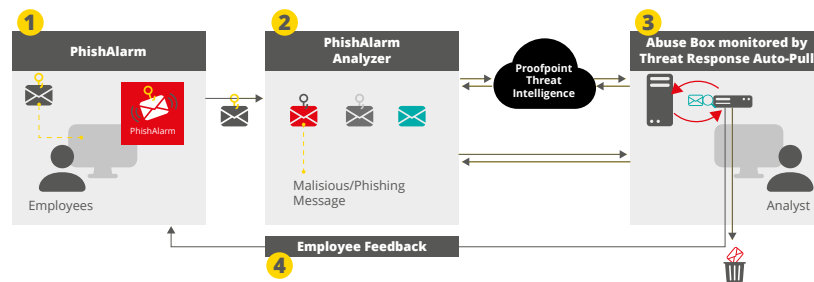 1
PhishAlarm
PhishAlarm
Employees
2
PhishAlarm
Analyzer
Malisious/Phishing
Message
Proofpoint
Threat
Intelligence
3
Abuse Box monitored by
Threat Response Auto-Pull
Analyst
Employee Feedback
4